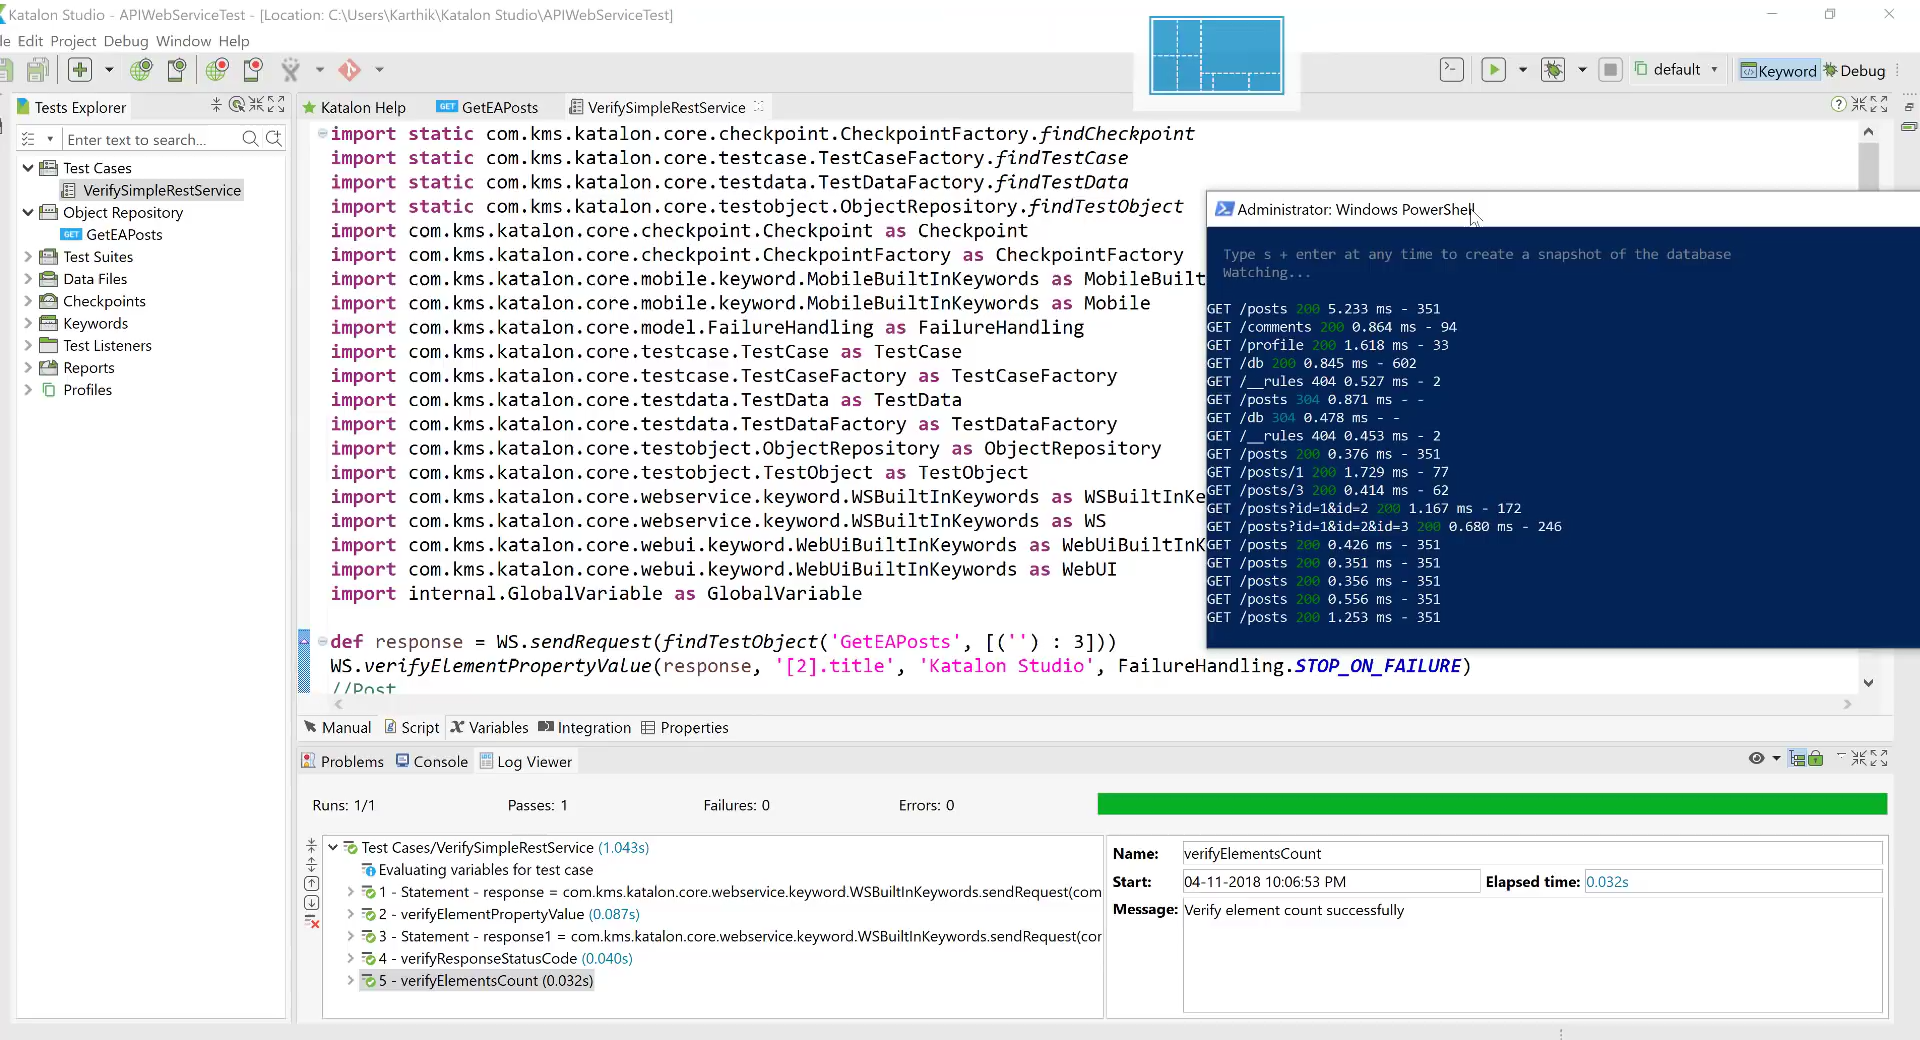 Katalon Studio - APIWebServiceTest - [Location: C:\Users\Karthik\Katalon Studio\APIWebServiceTest]
le Edit Project Debug Window Help
default
Keyword
Debug
Tests Explorer
Enter text to search...
Test Cases
VerifySimpleRestService
Object Repository
GET GetEAPosts
Test Suites
Data Files
Checkpoints
Keywords
Test Listeners
Reports
Profiles
Katalon Help
GET GetEAPosts
VerifySimpleRestService
import static com.kms.katalon.core.checkpoint.CheckpointFactory.findCheckpoint
import static com.kms.katalon.core.testcase.TestCaseFactory.findTestCase
import static com.kms.katalon.core.testdata.TestDataFactory.findTestData
import static com.kms.katalon.core.testobject.ObjectRepository.findTestObject
import com.kms.katalon.core.checkpoint.Checkpoint as Checkpoint
import com.kms.katalon.core.checkpoint.CheckpointFactory as CheckpointFactory
import com.kms.katalon.core.mobile.keyword.MobileBuiltInKeywords as MobileBuilt
import com.kms.katalon.core.mobile.keyword.MobileBuiltInKeywords as Mobile
import com.kms.katalon.core.model.FailureHandling as FailureHandling
import com.kms.katalon.core.testcase.TestCase as TestCase
import com.kms.katalon.core.testcase.TestCaseFactory as TestCaseFactory
import com.kms.katalon.core.testdata.TestData as TestData
import com.kms.katalon.core.testdata.TestDataFactory as TestDataFactory
import com.kms.katalon.core.testobject.ObjectRepository as ObjectRepository
import com.kms.katalon.core.testobject.TestObject as TestObject
import com.kms.katalon.core.webservice.keyword.WSBuiltInKeywords as WSBuiltInKe
import com.kms.katalon.core.webservice.keyword.WSBuiltInKeywords as WS
import com.kms.katalon.core.webui.keyword.WebUiBuiltInKeywords as WebUiBuiltInK
import com.kms.katalon.core.webui.keyword.WebUiBuiltInKeywords as WebUI
import internal.GlobalVariable as GlobalVariable
def response = WS.sendRequest(findTestObject('GetEAPosts', [('') : 3]))
WS.verifyElementPropertyValue(response, '[2].title', 'Katalon Studio', FailureHandling.STOP_ON_FAILURE)
//Post
Administrator: Windows PowerShell
Type s + enter at any time to create a snapshot of the database
Watching...
GET /posts 200 5.233 ms - 351
GET /comments 200 0.864 ms - 94
GET /profile 200 1.618 ms - 33
GET /db 200 0.845 ms - 602
GET /__rules 404 0.527 ms - 2
GET /posts 304 0.871 ms - -
GET /db 304 0.478 ms - -
GET /__rules 404 0.453 ms - 2
GET /posts 200 0.376 ms - 351
GET /posts/1 200 1.729 ms - 77
GET /posts/3 200 0.414 ms - 62
GET /posts?id=1&id=2 200 1.167 ms - 172
GET /posts?id=1&id=2&id=3 200 0.680 ms - 246
GET /posts 200 0.426 ms - 351
GET /posts 200 0.351 ms - 351
GET /posts 200 0.356 ms - 351
GET /posts 200 0.556 ms - 351
GET /posts 200 1.253 ms - 351
Manual Script Variables Integration Properties
Problems Console Log Viewer
Runs: 1/1 Passes: 1 Failures: 0 Errors: 0
Test Cases/VerifySimpleRestService (1.043s)
Evaluating variables for test case
1 - Statement - response = com.kms.katalon.core.webservice.keyword.WSBuiltInKeywords.sendRequest(com
2 - verifyElementPropertyValue (0.087s)
3 - Statement - response1 = com.kms.katalon.core.webservice.keyword.WSBuiltInKeywords.sendRequest(cor
4 - verifyResponseStatusCode (0.040s)
5 - verifyElementsCount (0.032s)
Name: verifyElementsCount
Start: 04-11-2018 10:06:53 PM Elapsed time: 0.032s
Message: Verify element count successfully